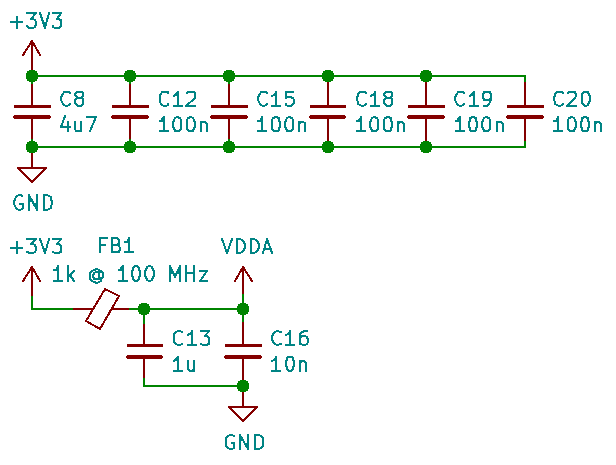 +3V3
C8 C12 C15 C18 C19 C20
4u7 100n 100n 100n 100n 100n
GND
+3V3 FB1 VDDA
1k @ 100 MHz
C13 C16
1u 10n
GND